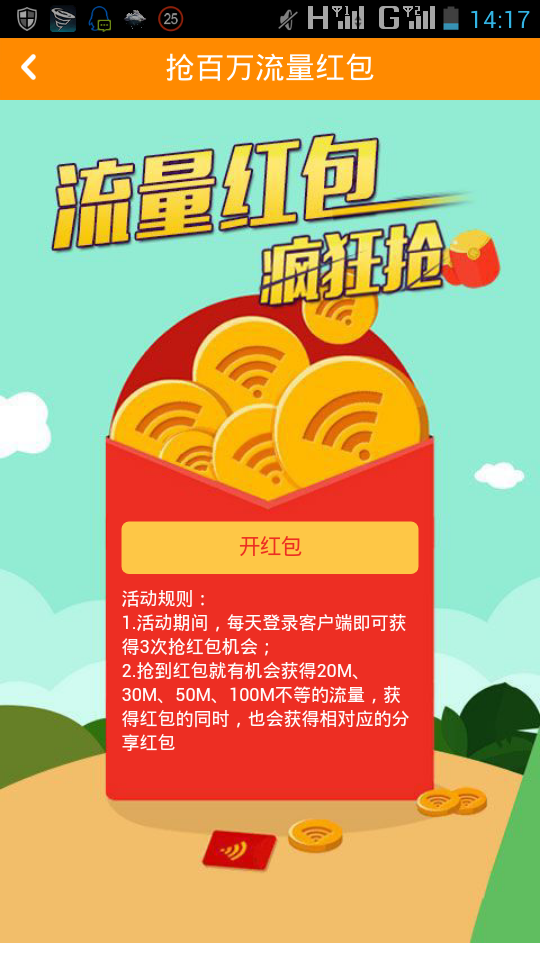 25 H 1 G 2 14:17
抢百万流量红包
流量红包
疯狂抢
开红包
活动规则：
1.活动期间，每天登录客户端即可获
得3次抢红包机会；
2.抢到红包就有机会获得20M、
30M、50M、100M不等的流量，获
得红包的同时，也会获得相对应的分
享红包